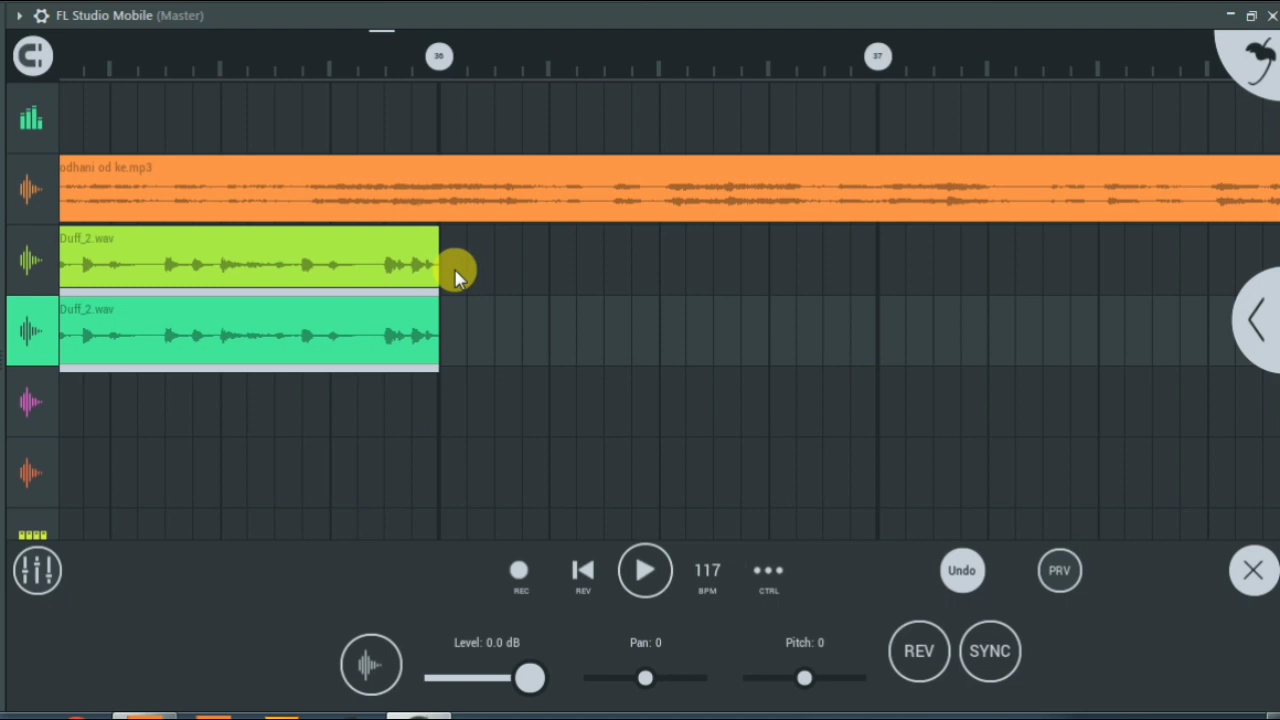 FL Studio Mobile (Master)
36
37
odhani od ke.mp3
Duff_2.wav
Duff_2.wav
REC
REV
117
BPM
CTRL
Undo
PRV
Level: 0.0 dB
Pan: 0
Pitch: 0
REV
SYNC